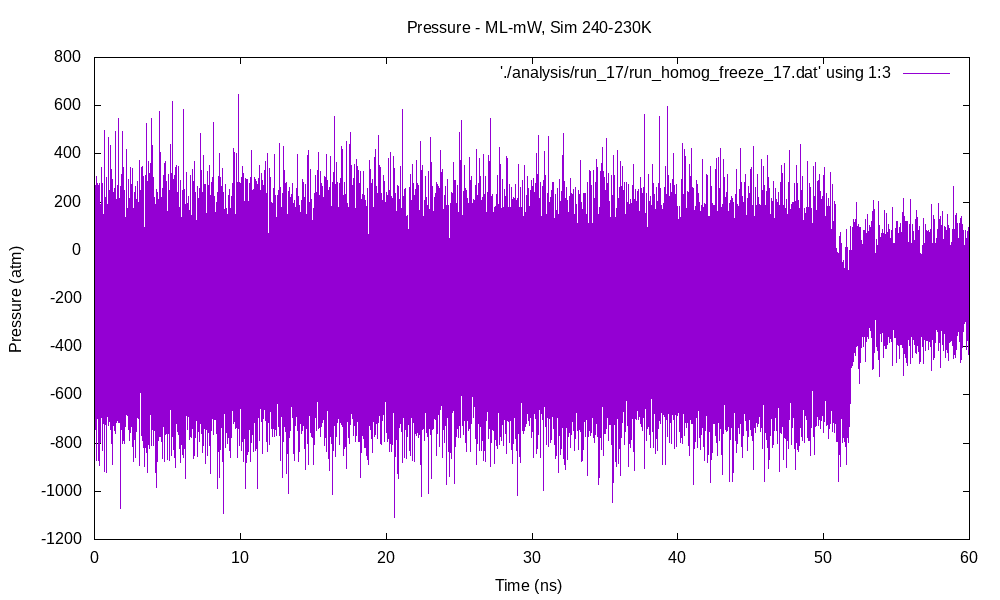 Pressure - ML-mW, Sim 240-230K
'./analysis/run_17/run_homog_freeze_17.dat' using 1:3
800
600
400
200
0
-200
-400
-600
-800
-1000
-1200
Pressure (atm)
0 10 20 30 40 50 60
Time (ns)